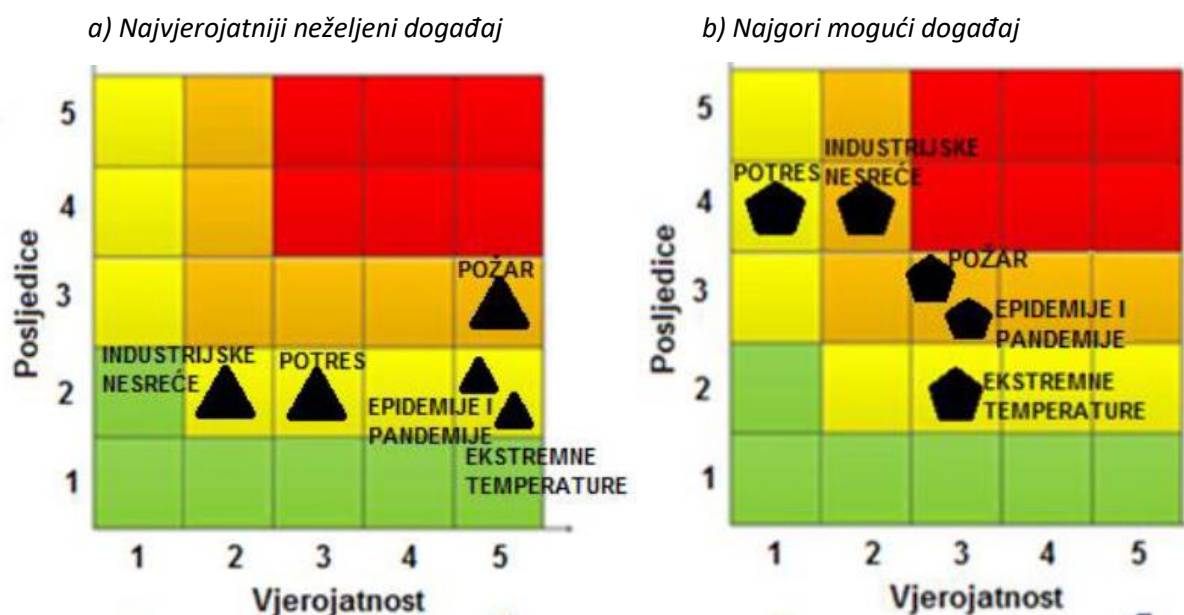 a) Najvjerojatniji neželjeni događaj
b) Najgori mogući događaj
Posljedice
5
4
3
2
1
POŽAR
INDUSTRIJSKE
NESREĆE
POTRES
EPIDEMIJE I
PANDEMIJE
EKSTREMNE
TEMPERATURE
1 2 3 4 5
Vjerojatnost
Posljedice
5
4
3
2
1
INDUSTRIJSKE
NESREĆE
POTRES
POŽAR
EPIDEMIJE I
PANDEMIJE
EKSTREMNE
TEMPERATURE
1 2 3 4 5
Vjerojatnost